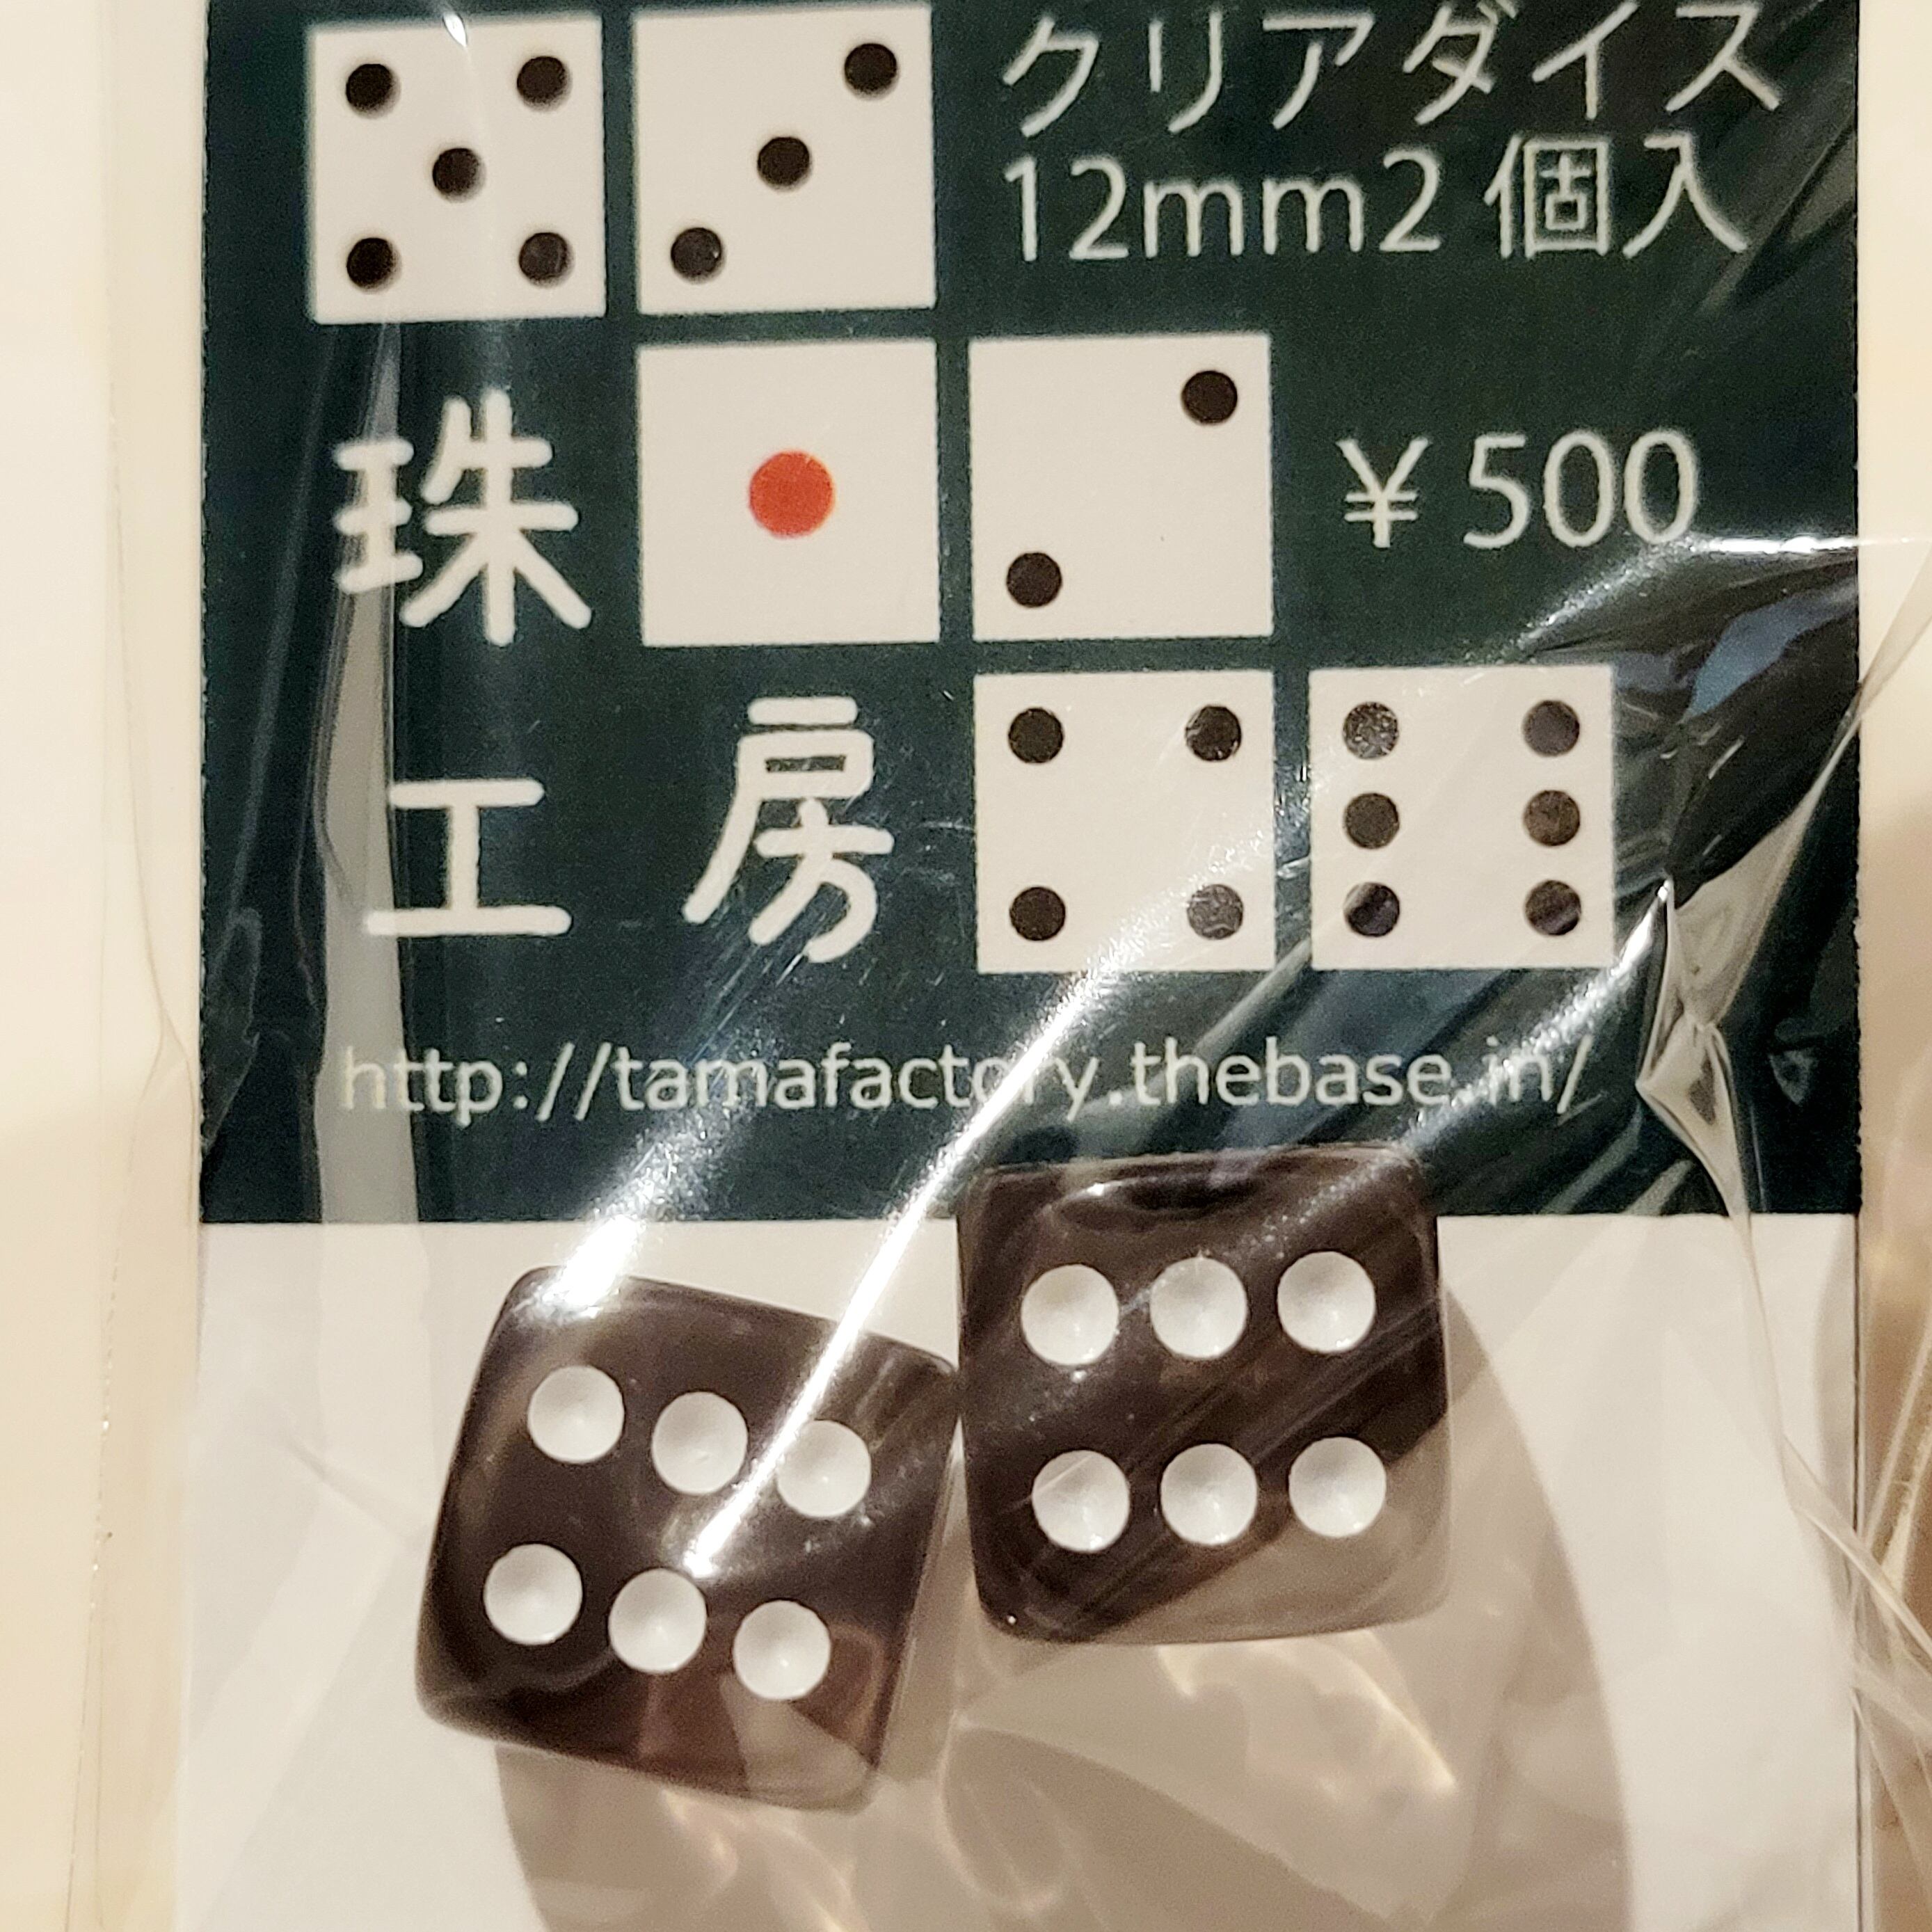 クリアダイス
12mm2個入
¥500
珠
工房
http://tamafactory.thebase.in/